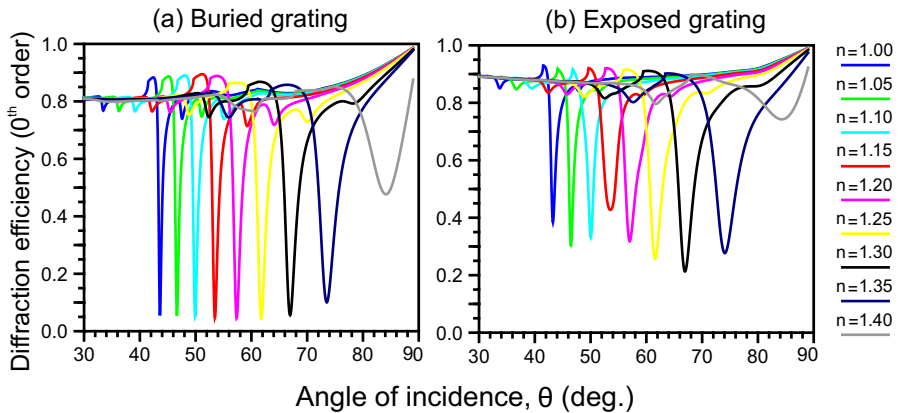 (a) Buried grating
(b) Exposed grating
Diffraction efficiency (0th order)
1.0
0.8
0.6
0.4
0.2
0.0
30
40
50
60
70
80
90
1.0
0.8
0.6
0.4
0.2
0.0
30
40
50
60
70
80
90
Angle of incidence, θ (deg.)
n=1.00
n=1.05
n=1.10
n=1.15
n=1.20
n=1.25
n=1.30
n=1.35
n=1.40